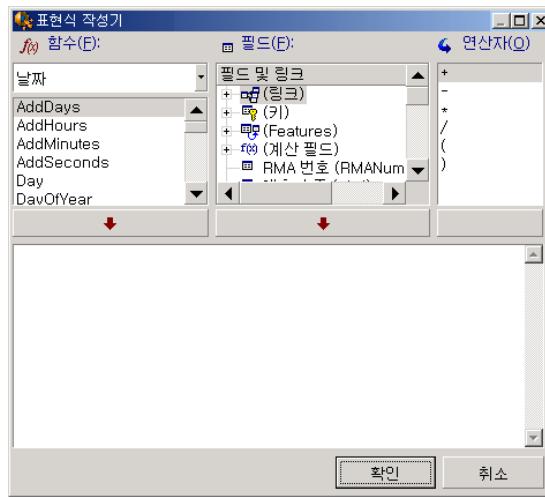 표현식 작성기
f(x) 함수(F):
필드(F):
연산자(O)
날짜
AddDays
AddHours
AddMinutes
AddSeconds
Day
DayOfYear
필드 및 링크
(링크)
(키)
(Features)
f(x) (계산 필드)
RMA 번호 (RMANum
+
-
*
/
(
)
확인
취소